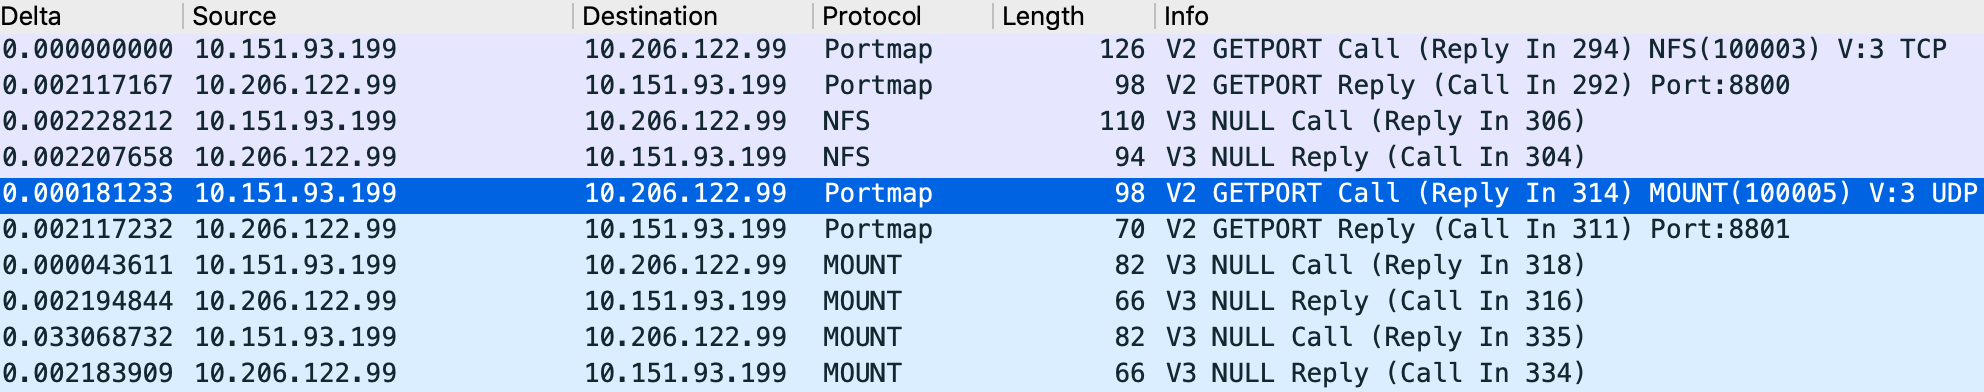 Delta Source Destination Protocol Length Info
0.000000000 10.151.93.199 10.206.122.99 Portmap 126 V2 GETPORT Call (Reply In 294) NFS(100003) V:3 TCP
0.002117167 10.206.122.99 10.151.93.199 Portmap 98 V2 GETPORT Reply (Call In 292) Port:8800
0.002228212 10.151.93.199 10.206.122.99 NFS 110 V3 NULL Call (Reply In 306)
0.002207658 10.206.122.99 10.151.93.199 NFS 94 V3 NULL Reply (Call In 304)
0.000181233 10.151.93.199 10.206.122.99 Portmap 98 V2 GETPORT Call (Reply In 314) MOUNT(100005) V:3 UDP
0.002117232 10.206.122.99 10.151.93.199 Portmap 70 V2 GETPORT Reply (Call In 311) Port:8801
0.000043611 10.151.93.199 10.206.122.99 MOUNT 82 V3 NULL Call (Reply In 318)
0.002194844 10.206.122.99 10.151.93.199 MOUNT 66 V3 NULL Reply (Call In 316)
0.033068732 10.151.93.199 10.206.122.99 MOUNT 82 V3 NULL Call (Reply In 335)
0.002183909 10.206.122.99 10.151.93.199 MOUNT 66 V3 NULL Reply (Call In 334)